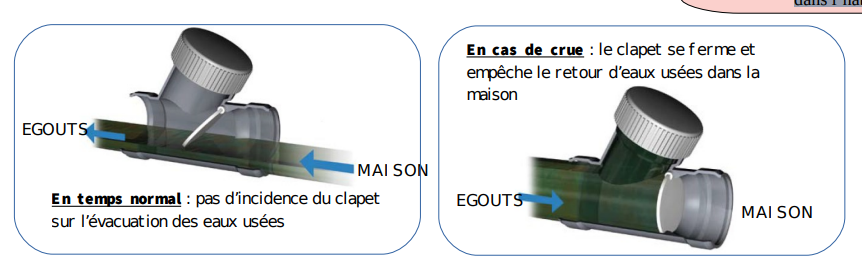 EGOUTS
MAISON
En temps normal : pas d'incidence du clapet
sur l'évacuation des eaux usées
En cas de crue : le clapet se ferme et
empêche le retour d'eaux usées dans la
maison
EGOUTS
MAISON